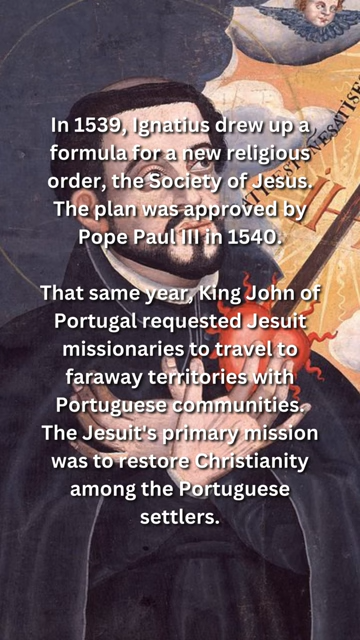 In 1539, Ignatius drew up a
formula for a new religious
order, the Society of Jesus.
The plan was approved by
Pope Paul III in 1540.
That same year, King John of
Portugal requested Jesuit
missionaries to travel to
faraway territories with
Portuguese communities.
The Jesuit's primary mission
was to restore Christianity
among the Portuguese
settlers.